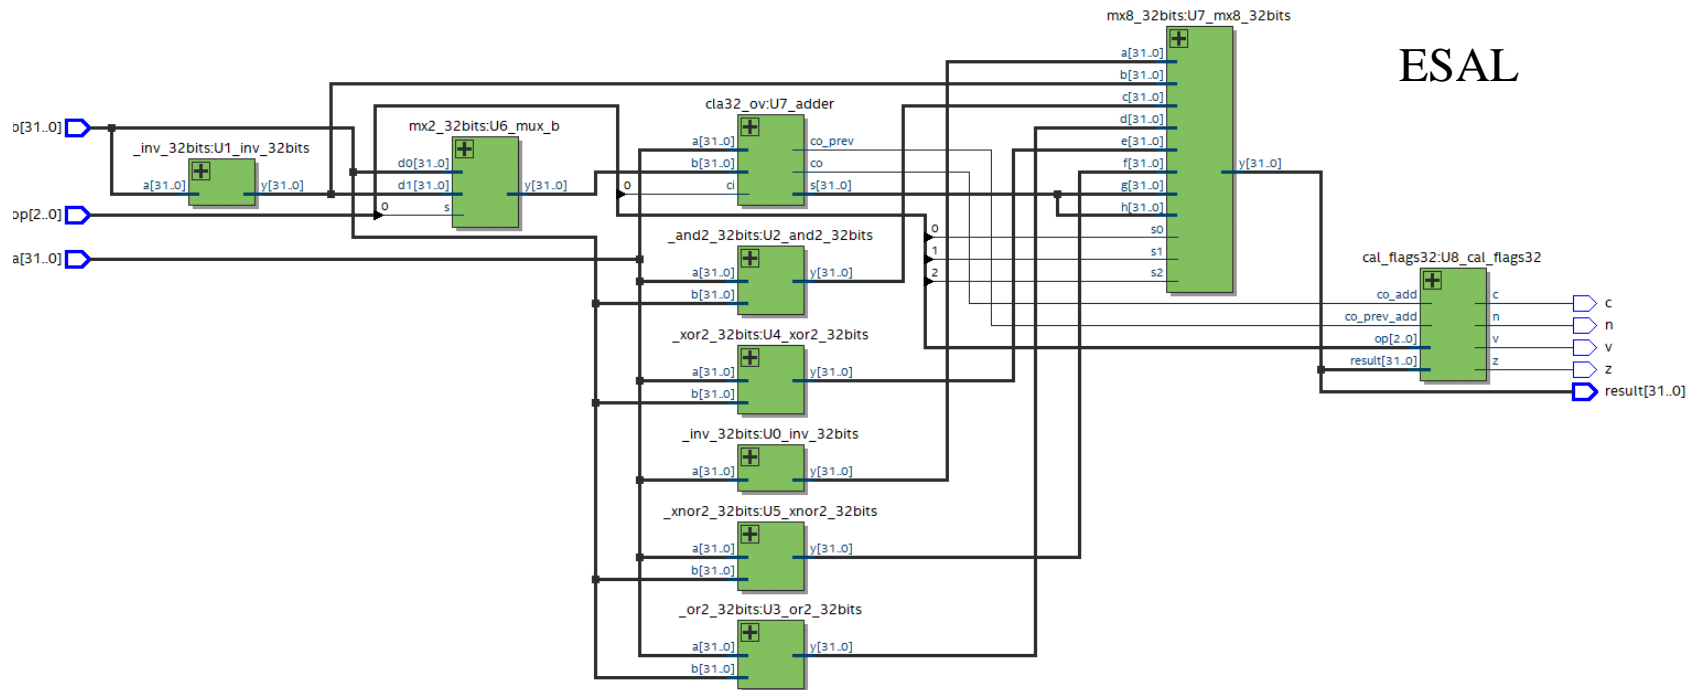 mx8_32bits:U7_mx8_32bits
ESAL
a[31..0]
b[31..0]
c[31..0]
d[31..0]
e[31..0]
f[31..0]
g[31..0]
h[31..0]
s0
s1
s2
y[31..0]
0
1
2
[31..0]
_inv_32bits:U1_inv_32bits
a[31..0]
y[31..0]
op[2..0]
a[31..0]
mx2_32bits:U6_mux_b
d0[31..0]
d1[31..0]
s
y[31..0]
0
cla32_ov:U7_adder
a[31..0]
b[31..0]
ci
co_prev
co
s[31..0]
0
_and2_32bits:U2_and2_32bits
a[31..0]
b[31..0]
y[31..0]
_xor2_32bits:U4_xor2_32bits
a[31..0]
b[31..0]
y[31..0]
_inv_32bits:U0_inv_32bits
a[31..0]
y[31..0]
_xnor2_32bits:U5_xnor2_32bits
a[31..0]
b[31..0]
y[31..0]
_or2_32bits:U3_or2_32bits
a[31..0]
b[31..0]
y[31..0]
cal_flags32:U8_cal_flags32
co_add
co_prev_add
op[2..0]
result[31..0]
c
n
v
z
c
n
v
z
result[31..0]